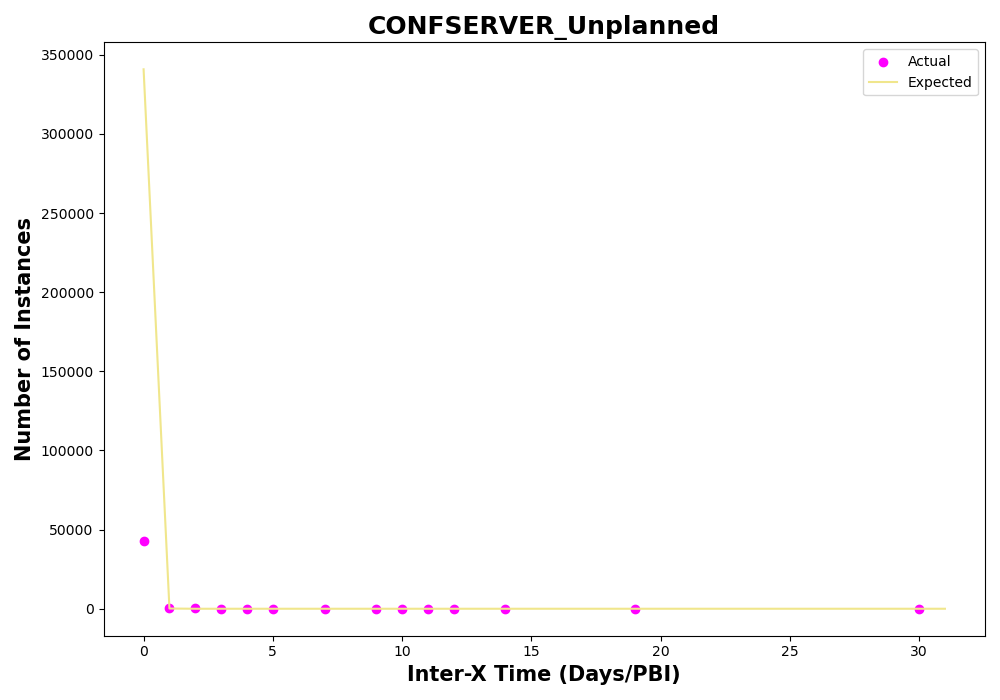 CONFSERVER_Unplanned
Actual
Expected
Number of Instances
350000
300000
250000
200000
150000
100000
50000
0
0 5 10 15 20 25 30
Inter-X Time (Days/PBI)